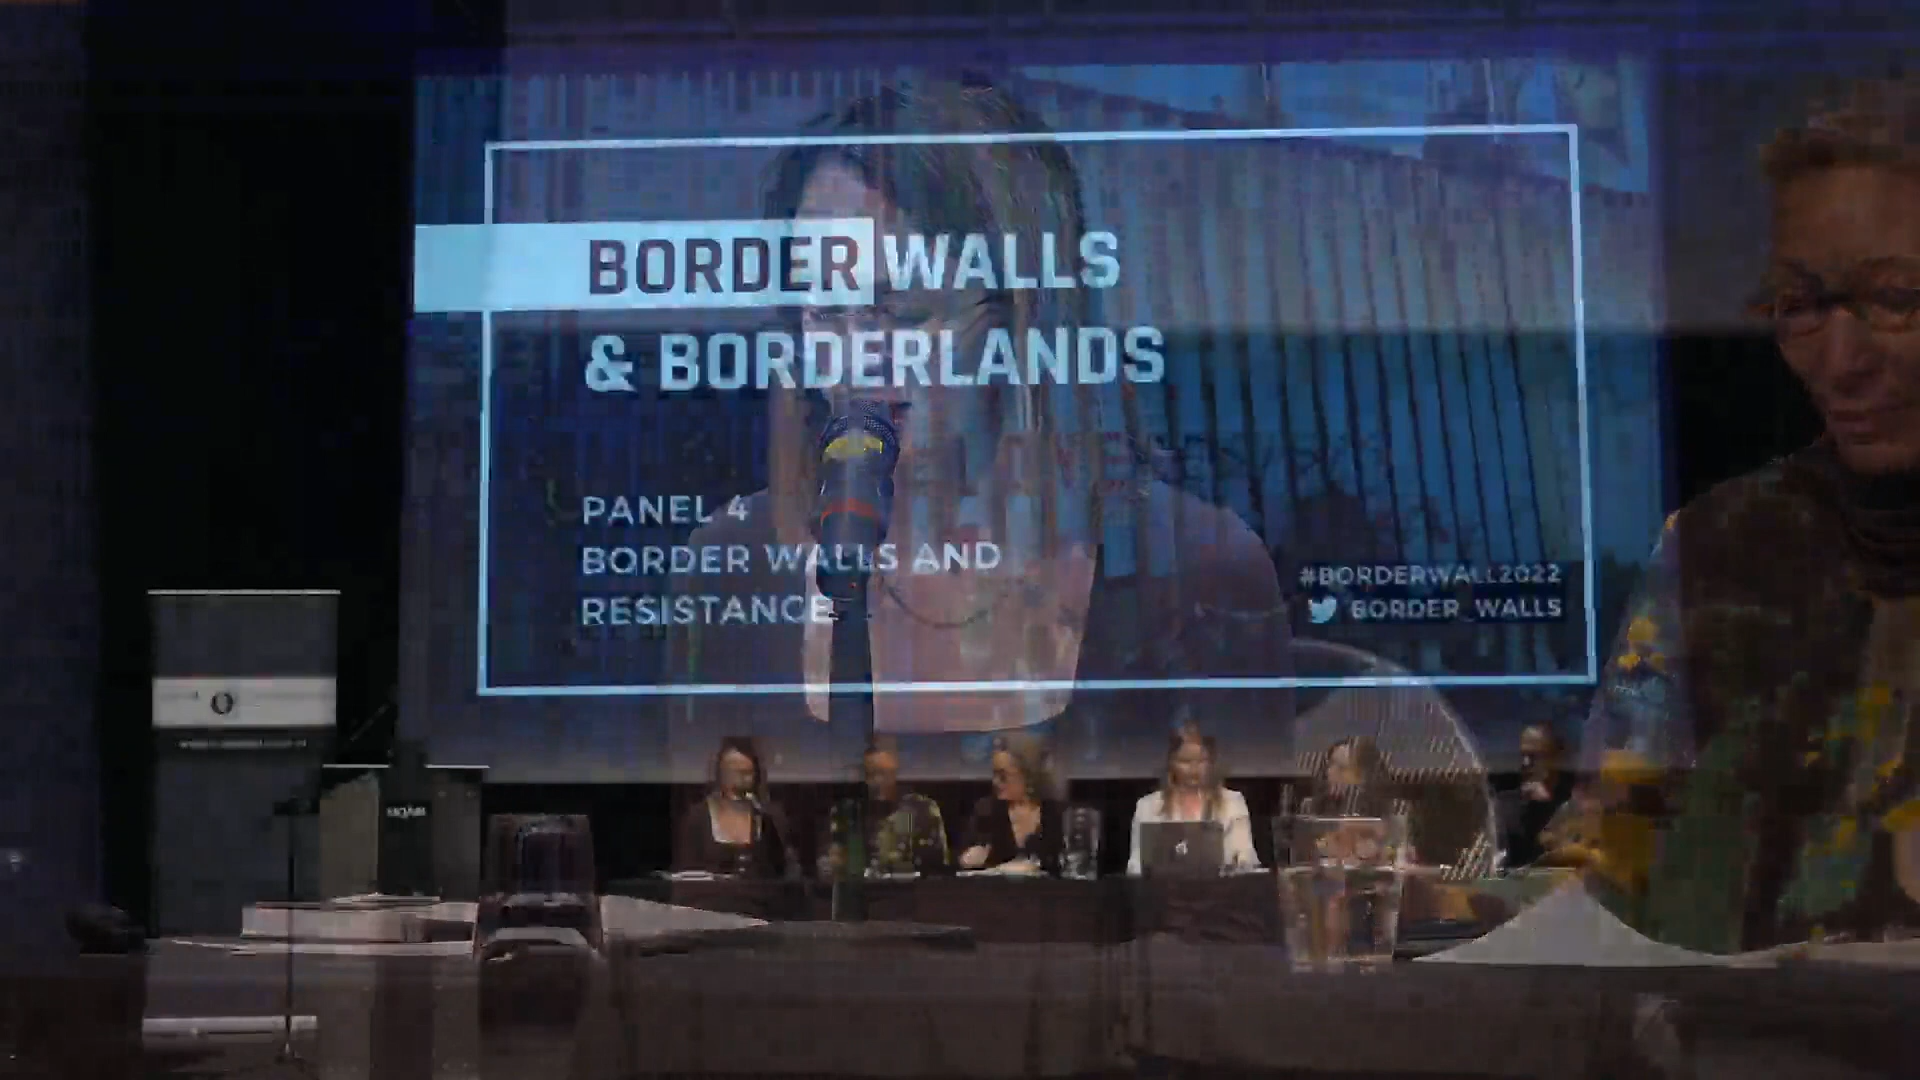 BORDER WALLS
& BORDERLANDS
PANEL 4
BORDER WALLS AND
RESISTANCE
#BORDERWALL2022
BORDER_WALLS